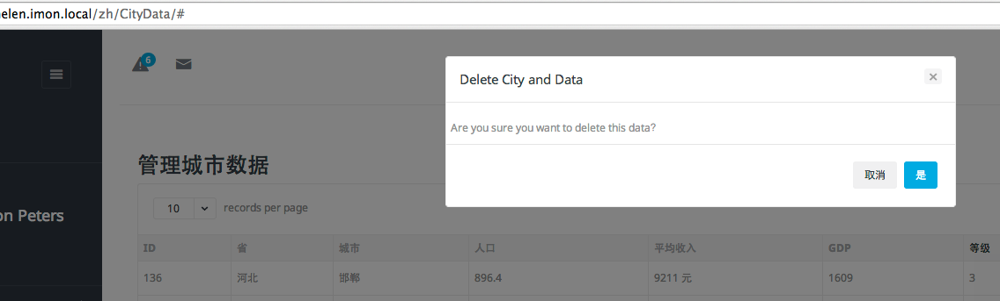 elen.imon.local/zh/CityData/#
6
Delete City and Data
Are you sure you want to delete this data?
取消 是
管理城市数据
on Peters
10 records per page
ID 省 城市 人口 平均收入 GDP 等级
136 河北 邯郸 896.4 9211 元 1609 3